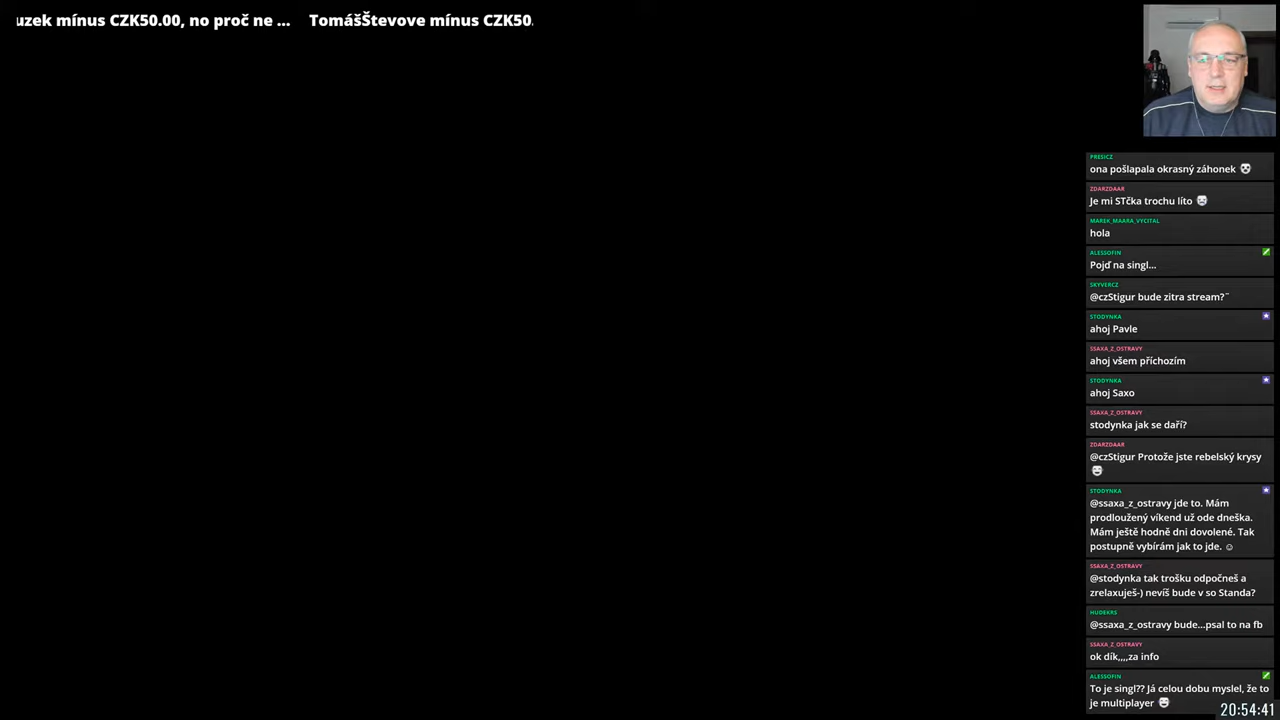 uzek mínus CZK50.00, no proč ne ... TomášŠtevove mínus CZK50.
PRESICZ
ona pošlapala okrasný záhonek
ZDARZDAAR
Je mi STčka trochu líto
MAREK_MAARA_VYCITAL
hola
ALESSOFIN
Pojď na singl...
SKYVERCZ
@czStigur bude zitra stream?¨
STODYNKA
ahoj Pavle
SSAXA_Z_OSTRAVY
ahoj všem příchozím
STODYNKA
ahoj Saxo
SSAXA_Z_OSTRAVY
stodynka jak se daří?
ZDARZDAAR
@czStigur Protože jste rebelský krysy
STODYNKA
@ssaxa_z_ostravy jde to. Mám
prodloužený víkend už ode dneška.
Mám ještě hodně dni dovolené. Tak
postupně vybírám jak to jde. ☺
SSAXA_Z_OSTRAVY
@stodynka tak trošku odpočneš a
zrelaxuješ-) nevíš bude v so Standa?
HUDEKRS
@ssaxa_z_ostravy bude...psal to na fb
SSAXA_Z_OSTRAVY
ok dík,,,,za info
ALESSOFIN
To je singl?? Já celou dobu myslel, že to
je multiplayer
20:54:41